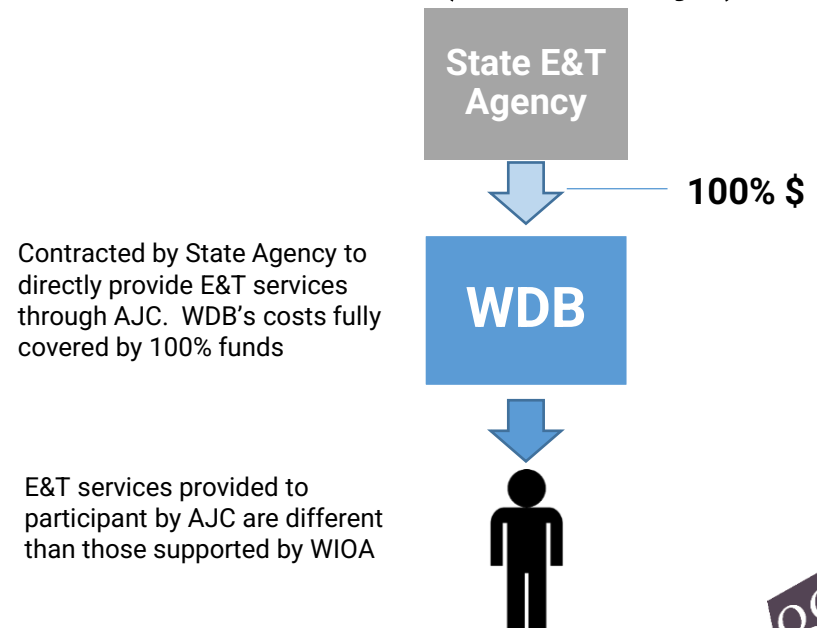 State E&T
Agency
100% $
Contracted by State Agency to
directly provide E&T services
through AJC.  WDB's costs fully
covered by 100% funds
WDB
E&T services provided to
participant by AJC are different
than those supported by WIOA